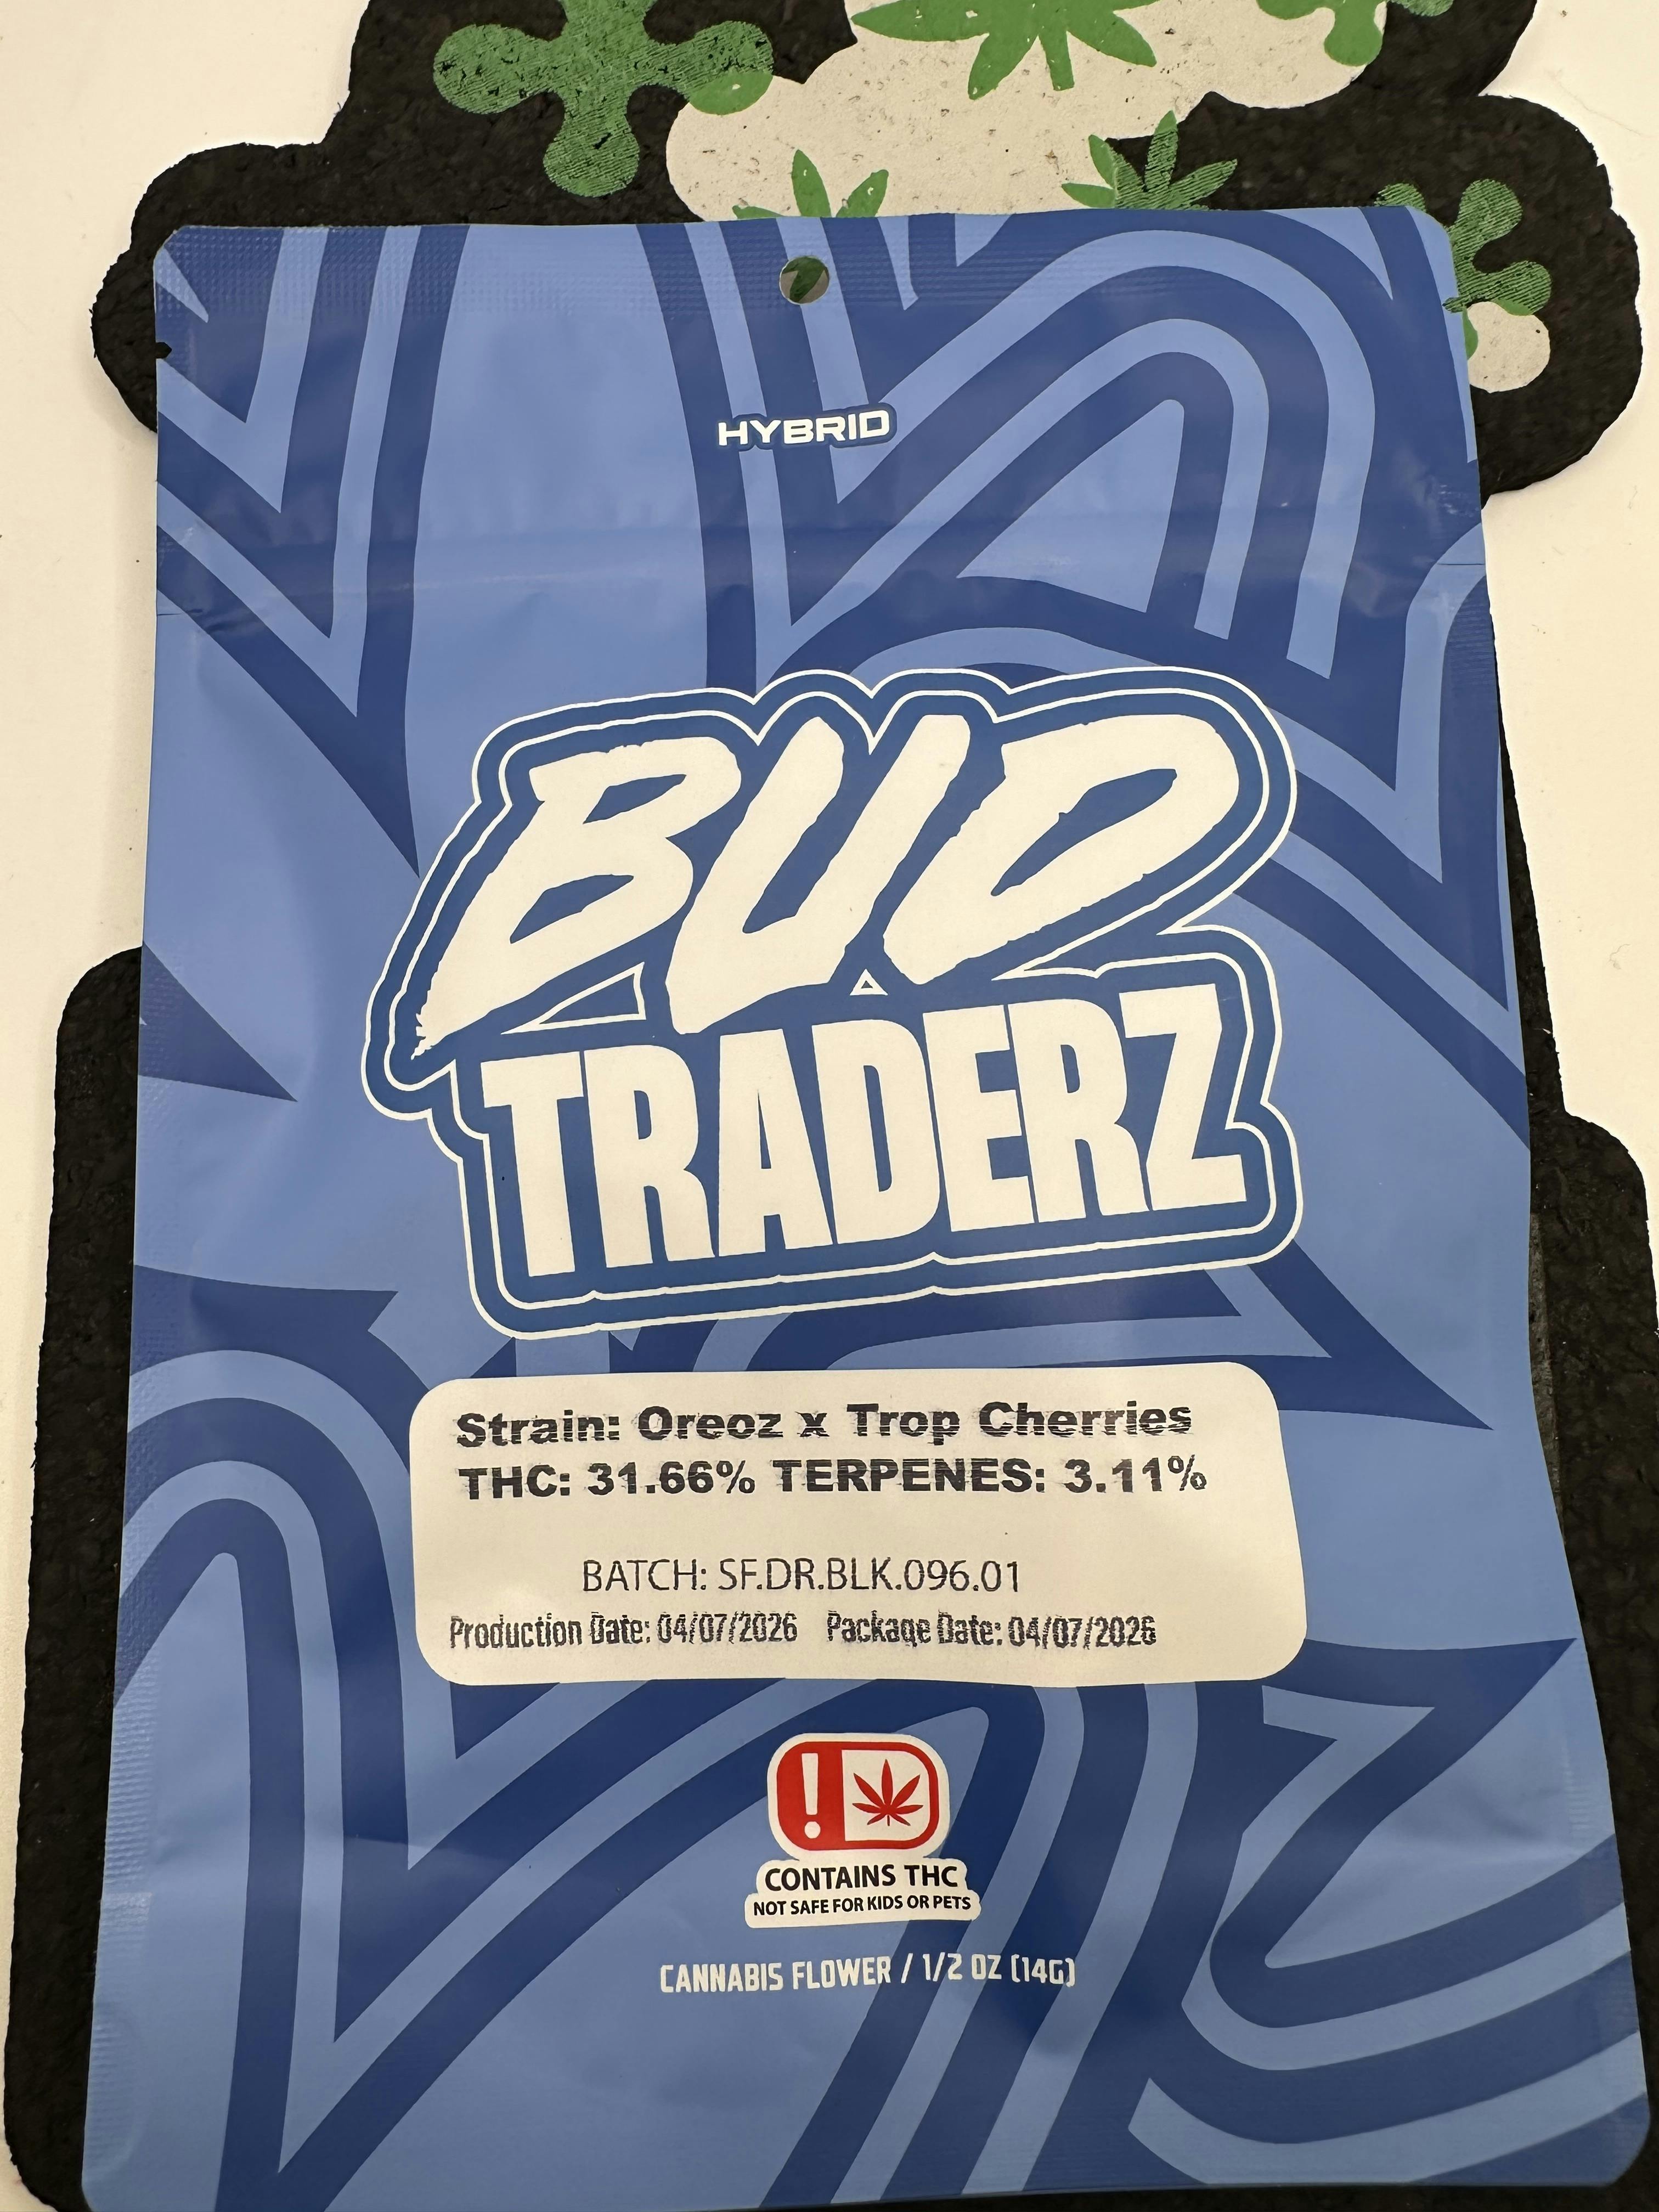 HYBRID
BUD
TRADERZ
Strain: Oreoz x Trop Cherries
THC: 31.66% TERPENES: 3.11%
BATCH: SF.DR.BLK.096.01
Production Date: 04/07/2026 Package Date: 04/07/2026
!
CONTAINS THC
NOT SAFE FOR KIDS OR PETS
CANNABIS FLOWER / 1/2 OZ (14G)